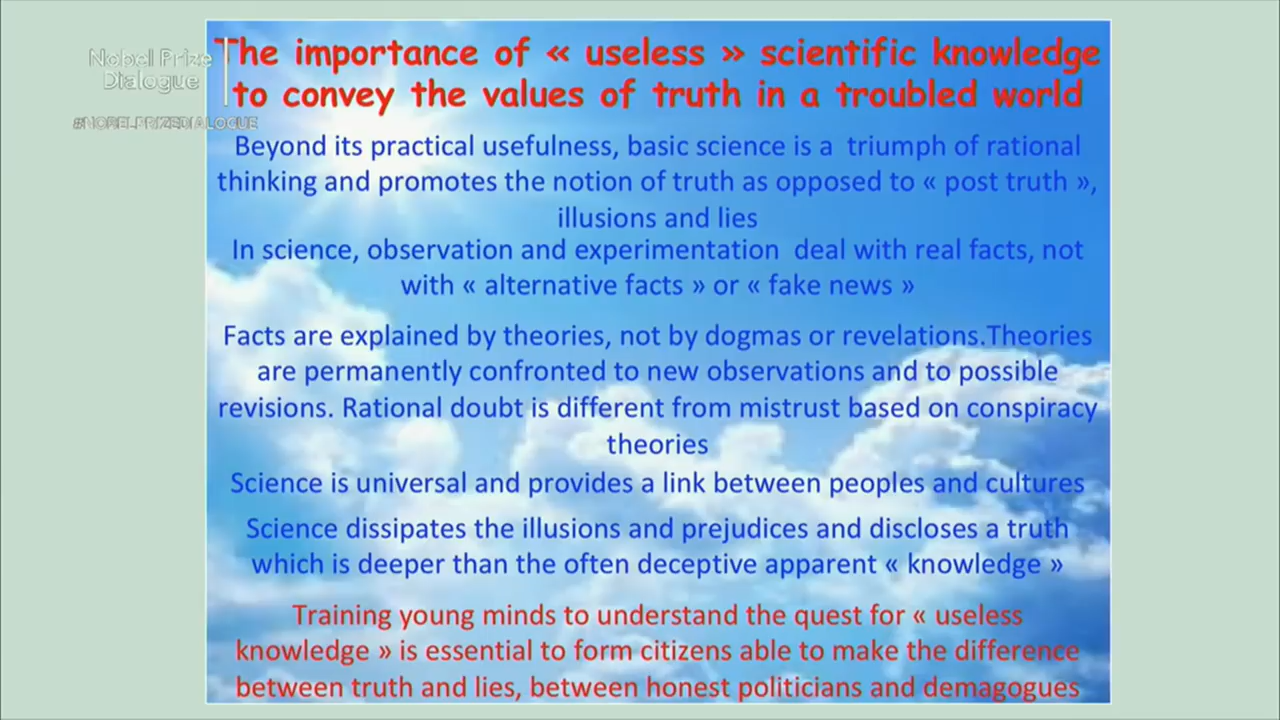 Nobel Prize
Dialogue
#NOBELPRIZEDIALOGUE
The importance of « useless » scientific knowledge
to convey the values of truth in a troubled world
Beyond its practical usefulness, basic science is a triumph of rational
thinking and promotes the notion of truth as opposed to « post truth »,
illusions and lies
In science, observation and experimentation deal with real facts, not
with « alternative facts » or « fake news »
Facts are explained by theories, not by dogmas or revelations.Theories
are permanently confronted to new observations and to possible
revisions. Rational doubt is different from mistrust based on conspiracy
theories
Science is universal and provides a link between peoples and cultures
Science dissipates the illusions and prejudices and discloses a truth
which is deeper than the often deceptive apparent « knowledge »
Training young minds to understand the quest for « useless
knowledge » is essential to form citizens able to make the difference
between truth and lies, between honest politicians and demagogues